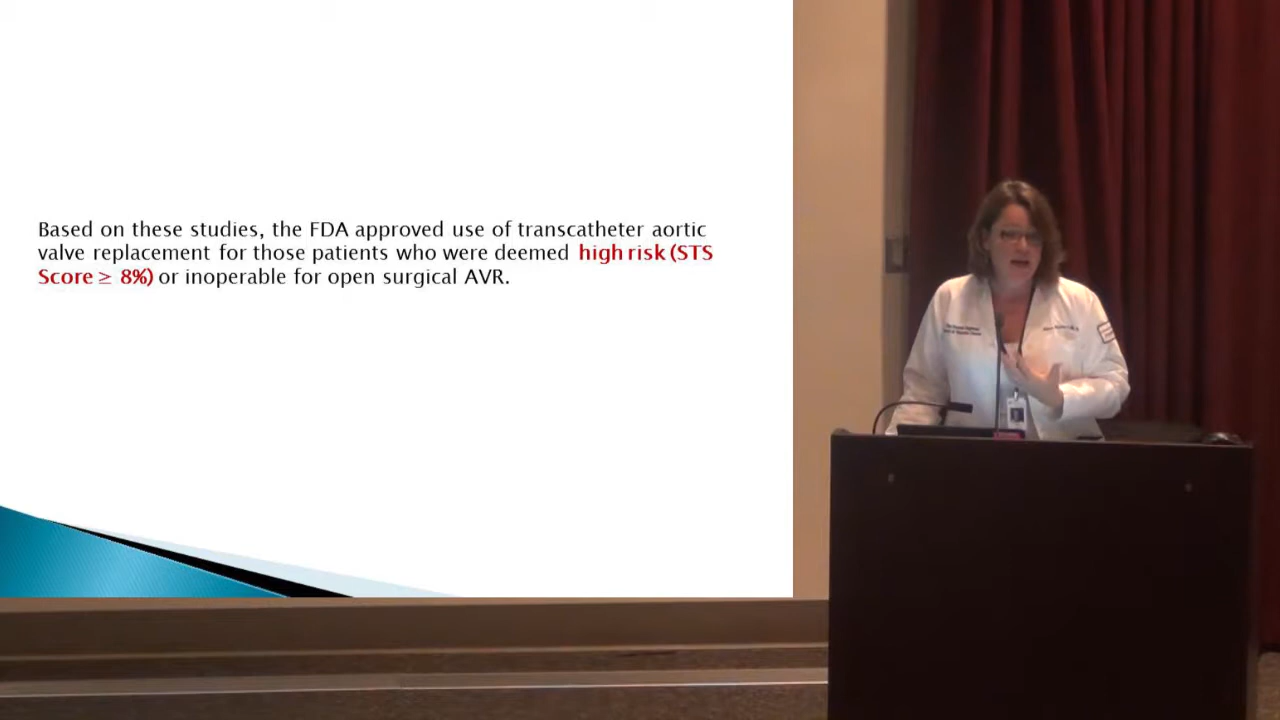 Based on these studies, the FDA approved use of transcatheter aortic
valve replacement for those patients who were deemed high risk (STS
Score ≥ 8%) or inoperable for open surgical AVR.